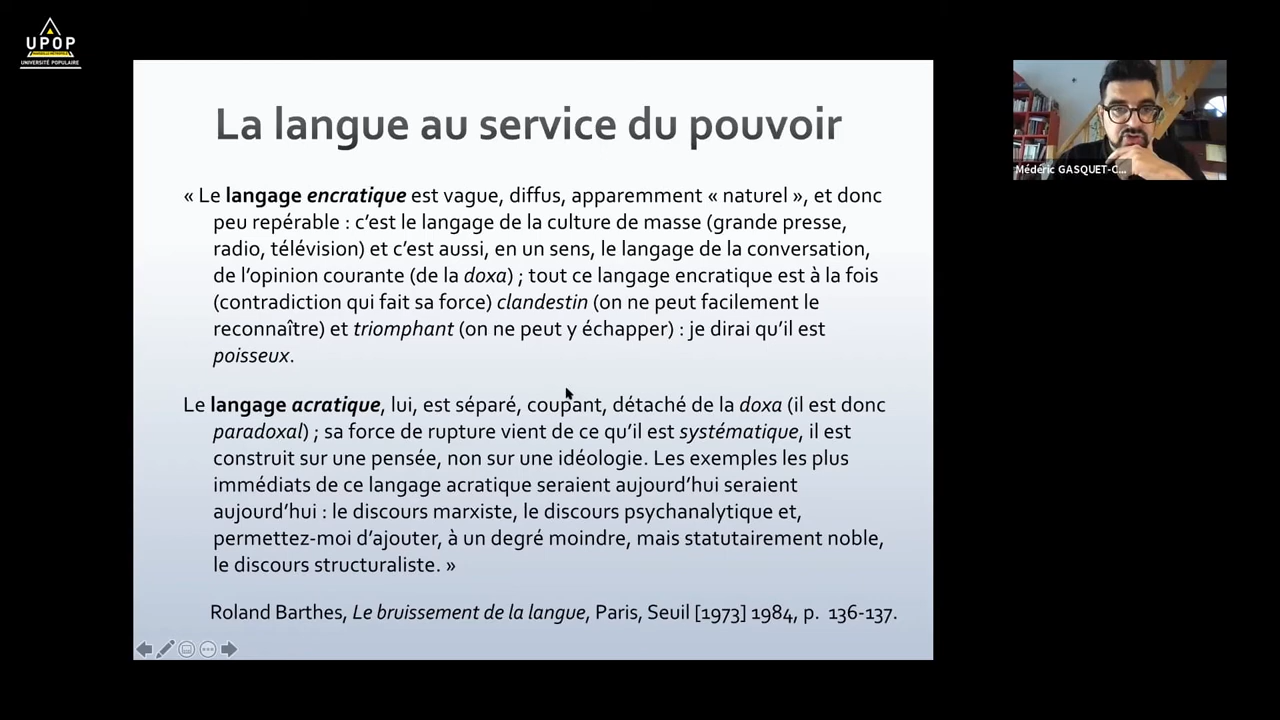 UPOP
MARSEILLE MÉTROPOLE
UNIVERSITÉ POPULAIRE
La langue au service du pouvoir
« Le langage encratique est vague, diffus, apparemment « naturel », et donc
peu repérable : c’est le langage de la culture de masse (grande presse,
radio, télévision) et c’est aussi, en un sens, le langage de la conversation,
de l’opinion courante (de la doxa) ; tout ce langage encratique est à la fois
(contradiction qui fait sa force) clandestin (on ne peut facilement le
reconnaître) et triomphant (on ne peut y échapper) : je dirai qu’il est
poisseux.
Le langage acratique, lui, est séparé, coupant, détaché de la doxa (il est donc
paradoxal) ; sa force de rupture vient de ce qu’il est systématique, il est
construit sur une pensée, non sur une idéologie. Les exemples les plus
immédiats de ce langage acratique seraient aujourd’hui seraient
aujourd’hui : le discours marxiste, le discours psychanalytique et,
permettez-moi d’ajouter, à un degré moindre, mais statutairement noble,
le discours structuraliste. »
Roland Barthes, Le bruissement de la langue, Paris, Seuil [1973] 1984, p. 136-137.
Médéric GASQUET-C...